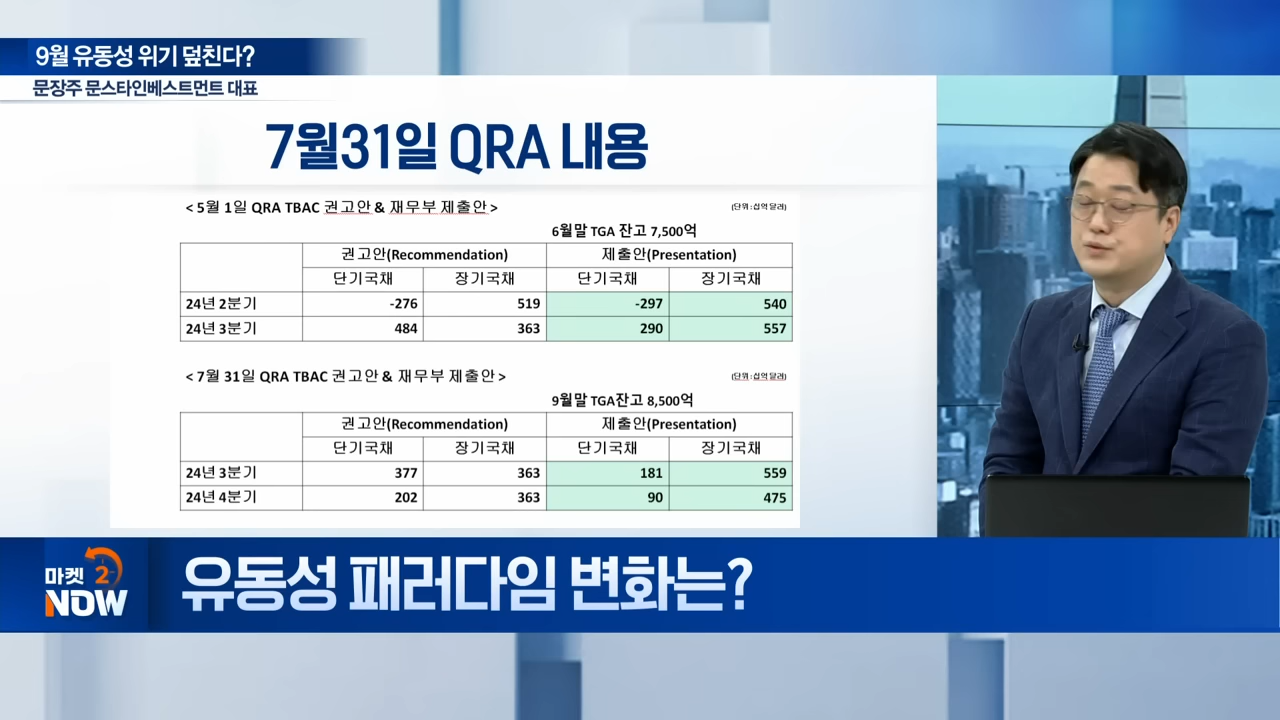 9월 유동성 위기 덮친다?
문장주 문스타인베스트먼트 대표
7월31일 QRA 내용
< 5월 1일 QRA TBAC 권고안 & 재무부 제출안 >
(단위:십억달러)
6월말 TGA 잔고 7,500억
권고안(Recommendation) 제출안(Presentation)
단기국채 장기국채 단기국채 장기국채
24년 2분기 -276 519 -297 540
24년 3분기 484 363 290 557
< 7월 31일 QRA TBAC 권고안 & 재무부 제출안 >
(단위:십억달러)
9월말 TGA잔고 8,500억
권고안(Recommendation) 제출안(Presentation)
단기국채 장기국채 단기국채 장기국채
24년 3분기 377 363 181 559
24년 4분기 202 363 90 475
마켓 2
NOW
유동성 패러다임 변화는?